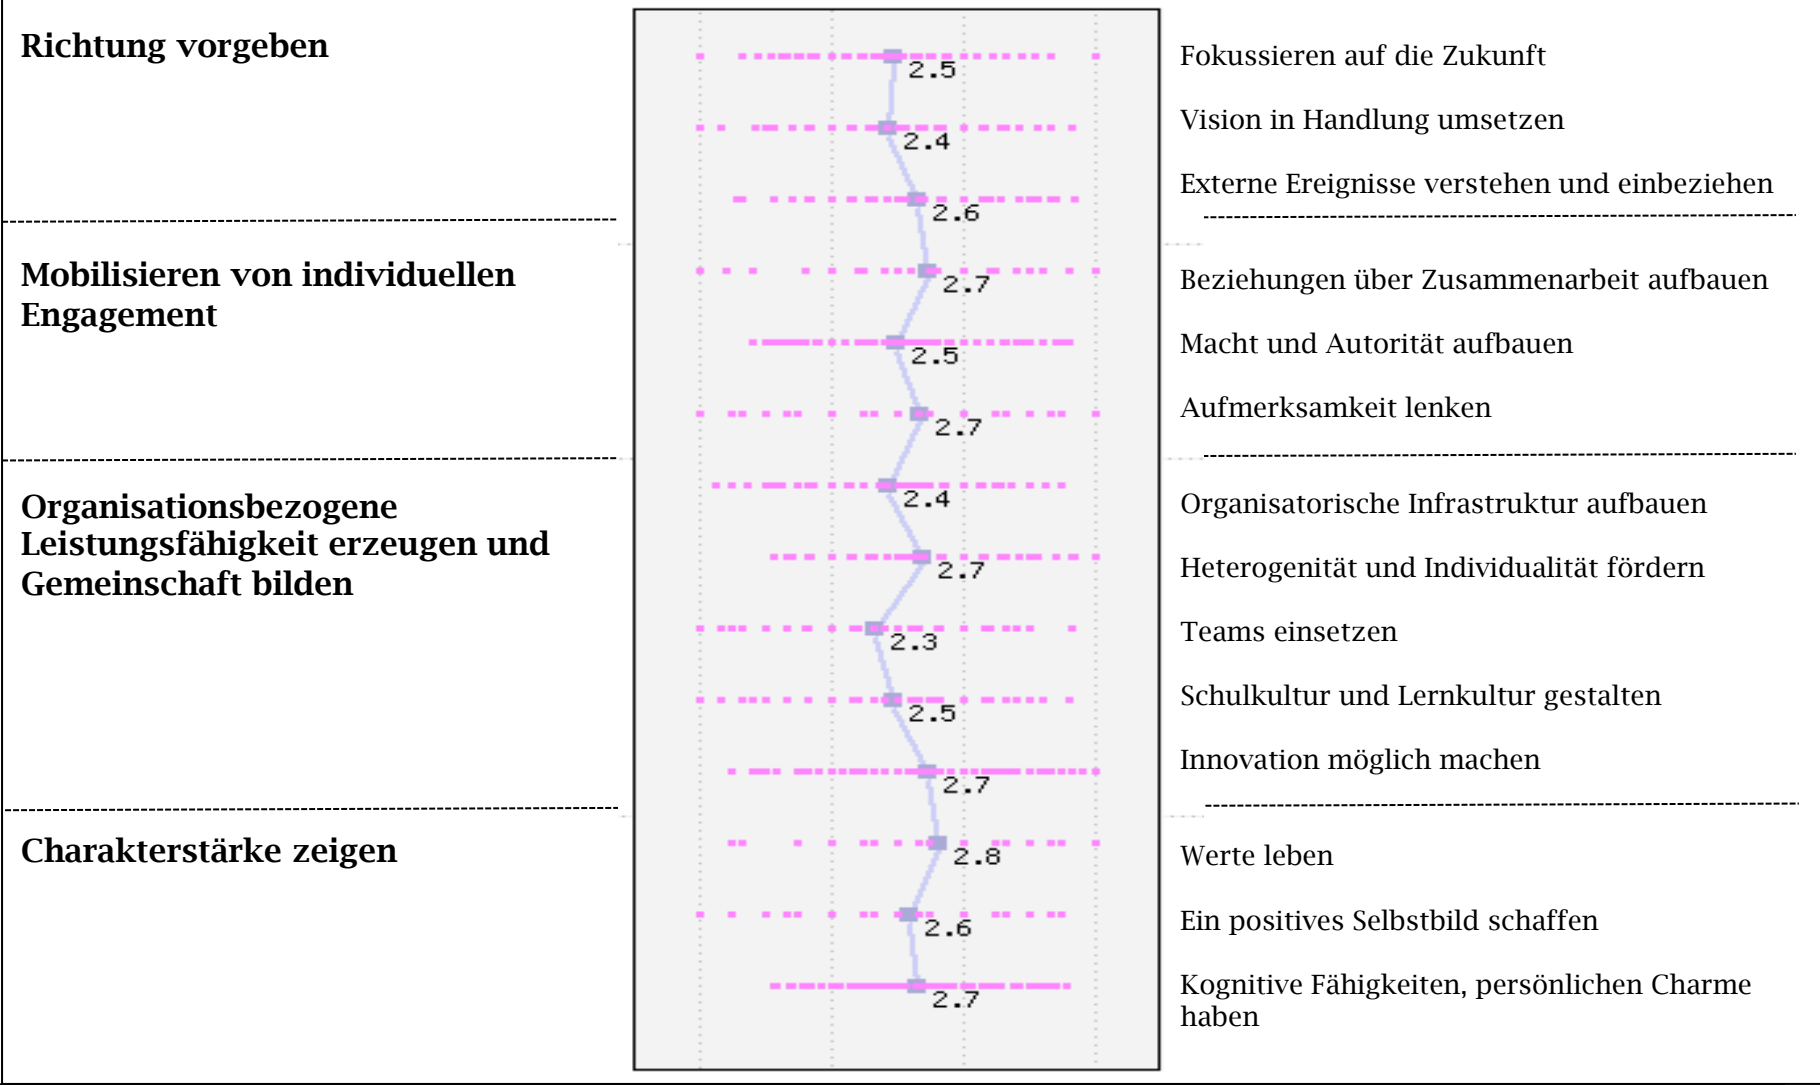 Richtung vorgeben
2.5
Fokussieren auf die Zukunft
2.4
Vision in Handlung umsetzen
2.6
Externe Ereignisse verstehen und einbeziehen
Mobilisieren von individuellen
Engagement
2.7
Beziehungen über Zusammenarbeit aufbauen
2.5
Macht und Autorität aufbauen
2.7
Aufmerksamkeit lenken
Organisationsbezogene
Leistungsfähigkeit erzeugen und
Gemeinschaft bilden
2.4
Organisatorische Infrastruktur aufbauen
2.7
Heterogenität und Individualität fördern
2.3
Teams einsetzen
2.5
Schulkultur und Lernkultur gestalten
2.7
Innovation möglich machen
Charakterstärke zeigen
2.8
Werte leben
2.6
Ein positives Selbstbild schaffen
2.7
Kognitive Fähigkeiten, persönlichen Charme
haben